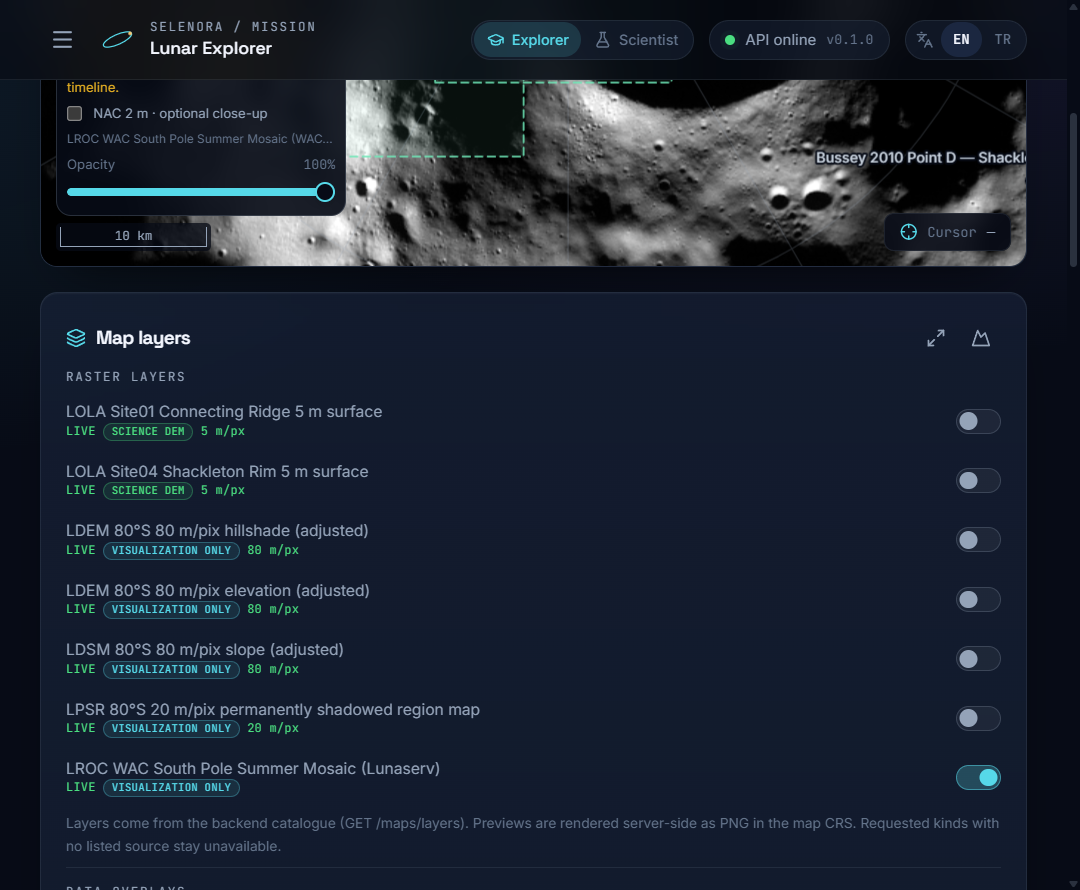 SELENORA / MISSION
Lunar Explorer
Explorer
Scientist
API online v0.1.0
EN
TR
timeline.
NAC 2 m · optional close-up
LROC WAC South Pole Summer Mosaic (WAC...
Opacity 100%
10 km
Bussey 2010 Point D — Shackl
Cursor —
Map layers
RASTER LAYERS
LOLA Site01 Connecting Ridge 5 m surface
LIVE SCIENCE DEM 5 m/px
LOLA Site04 Shackleton Rim 5 m surface
LIVE SCIENCE DEM 5 m/px
LDEM 80°S 80 m/pix hillshade (adjusted)
LIVE VISUALIZATION ONLY 80 m/px
LDEM 80°S 80 m/pix elevation (adjusted)
LIVE VISUALIZATION ONLY 80 m/px
LDSM 80°S 80 m/pix slope (adjusted)
LIVE VISUALIZATION ONLY 80 m/px
LPSR 80°S 20 m/pix permanently shadowed region map
LIVE VISUALIZATION ONLY 20 m/px
LROC WAC South Pole Summer Mosaic (Lunaserv)
LIVE VISUALIZATION ONLY
Layers come from the backend catalogue (GET /maps/layers). Previews are rendered server-side as PNG in the map CRS. Requested kinds with
no listed source stay unavailable.
DATA OVERLAYS